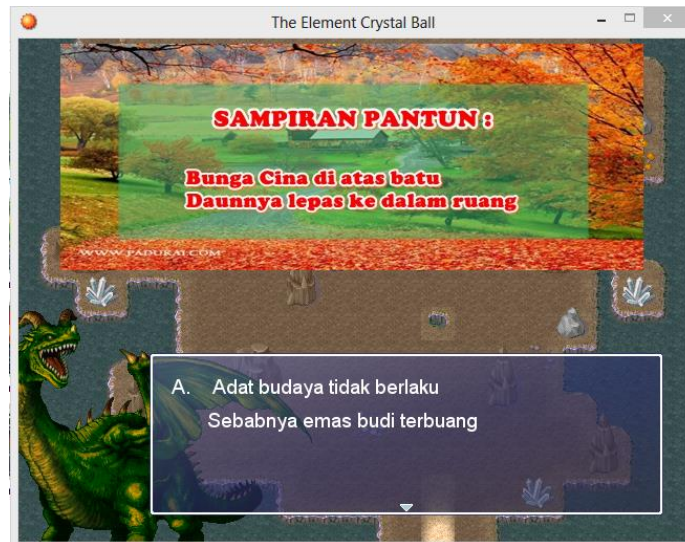 The Element Crystal Ball
SAMPIRAN PANTUN :
Bunga Cina di atas batu
Daunnya lepas ke dalam ruang
WWW.PADUKAI.COM
A. Adat budaya tidak berlaku
Sebabnya emas budi terbuang